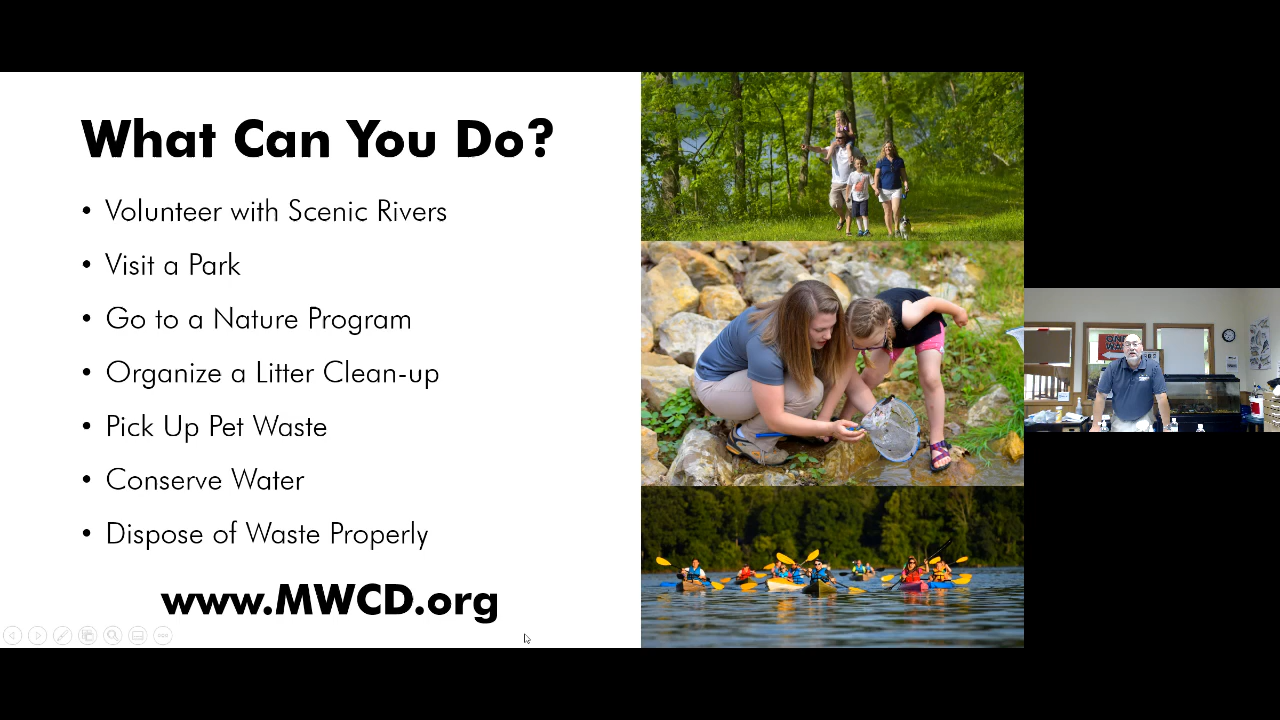 What Can You Do?
• Volunteer with Scenic Rivers
• Visit a Park
• Go to a Nature Program
• Organize a Litter Clean-up
• Pick Up Pet Waste
• Conserve Water
• Dispose of Waste Properly
www.MWCD.org